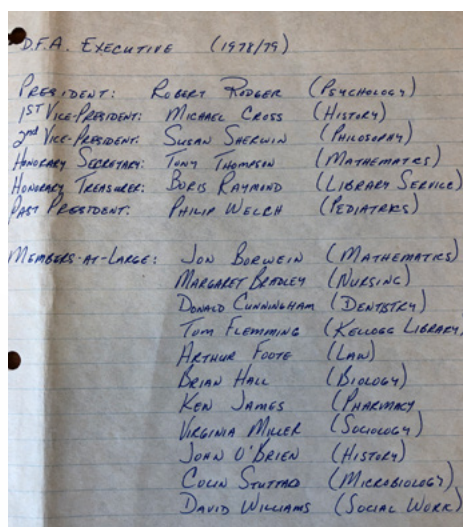 D.F.A. EXECUTIVE (1978/79)
PRESIDENT: ROBERT RODGER (PSYCHOLOGY)
1ST VICE-PRESIDENT: MICHAEL CROSS (HISTORY)
2nd VICE-PRESIDENT: SUSAN SHERWIN (PHILOSOPHY)
HONORARY SECRETARY: TONY THOMPSON (MATHEMATICS)
HONORARY TREASURER: BORIS RAYMOND (LIBRARY SERVICE)
PAST PRESIDENT: PHILIP WELCH (PEDIATRICS)
MEMBERS-AT-LARGE: JON BORWEIN (MATHEMATICS)
MARGARET BRADLEY (NURSING)
DONALD CUNNINGHAM (DENTISTRY)
TOM FLEMMING (KELLOGG LIBRARY)
ARTHUR FOOTE (LAW)
BRIAN HALL (BIOLOGY)
KEN JAMES (PHARMACY
VIRGINIA MILLER (SOCIOLOGY)
JOHN O'BRIEN (HISTORY)
COLIN STUTTARD (MICROBIOLOGY)
DAVID WILLIAMS (SOCIAL WORK)